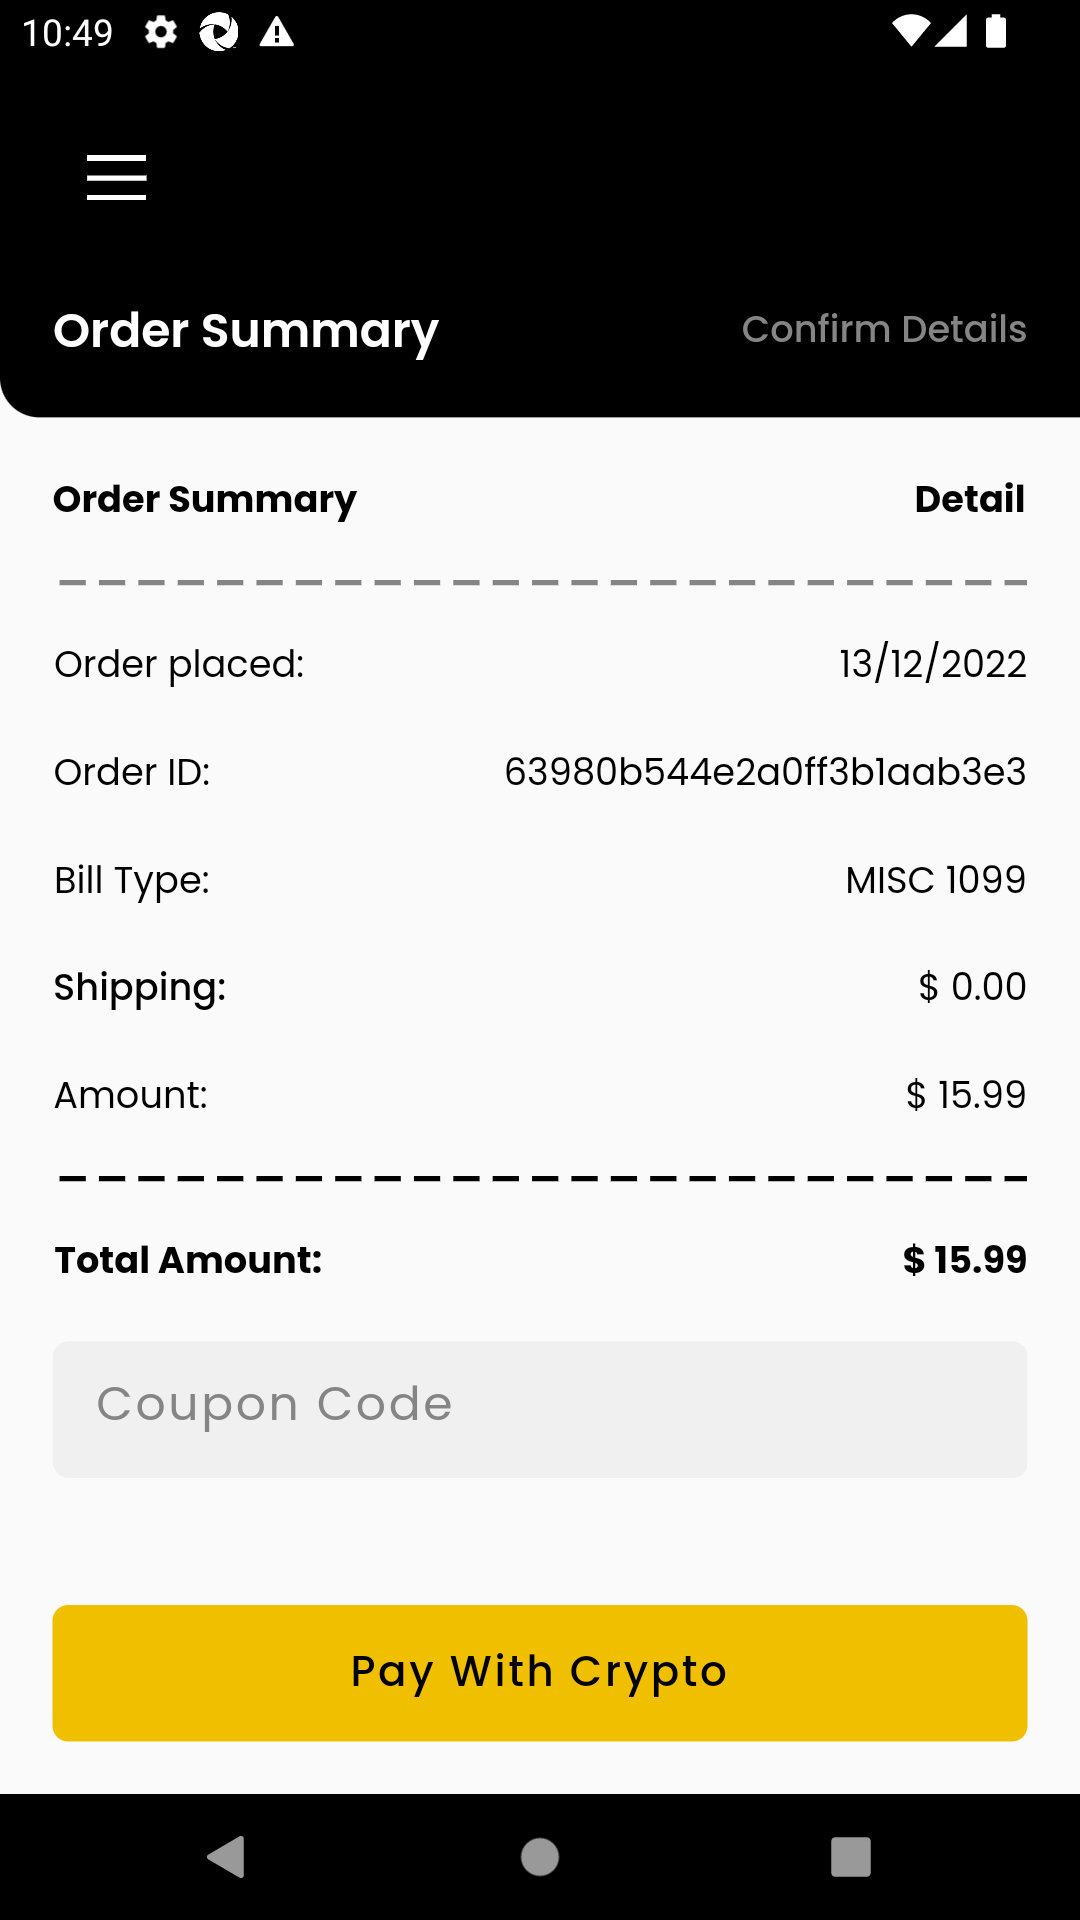 10:49
Order Summary Confirm Details
Order Summary Detail
Order placed: 13/12/2022
Order ID: 63980b544e2a0ff3b1aab3e3
Bill Type: MISC 1099
Shipping: $ 0.00
Amount: $ 15.99
Total Amount: $ 15.99
Coupon Code
Pay With Crypto